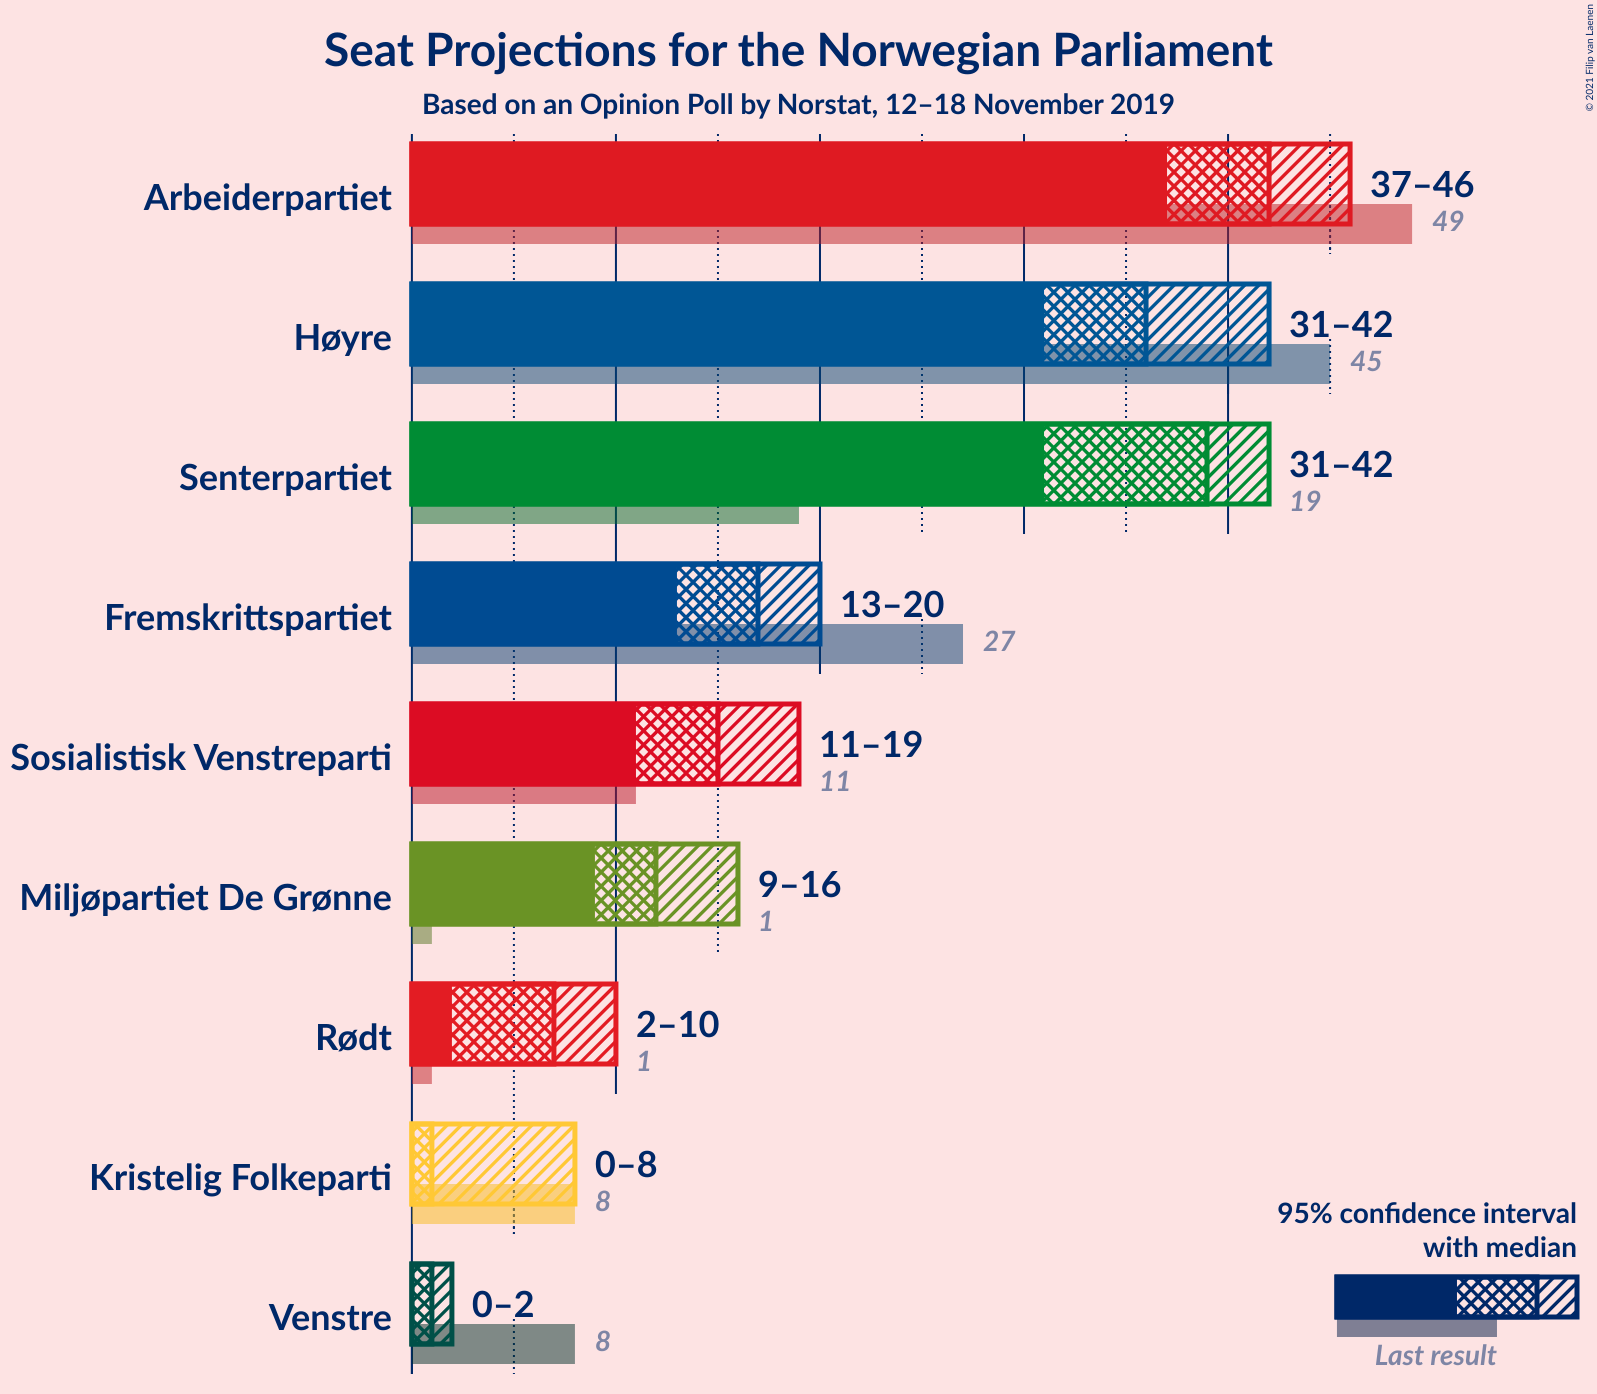 Seat Projections for the Norwegian Parliament
Based on an Opinion Poll by Norstat, 12–18 November 2019
© 2021 Filip van Laenen
Arbeiderpartiet
37–46
49
Høyre
31–42
45
Senterpartiet
31–42
19
Fremskrittspartiet
13–20
27
Sosialistisk Venstreparti
11–19
11
Miljøpartiet De Grønne
9–16
1
Rødt
2–10
1
Kristelig Folkeparti
0–8
8
Venstre
0–2
8
95% confidence interval
with median
Last result